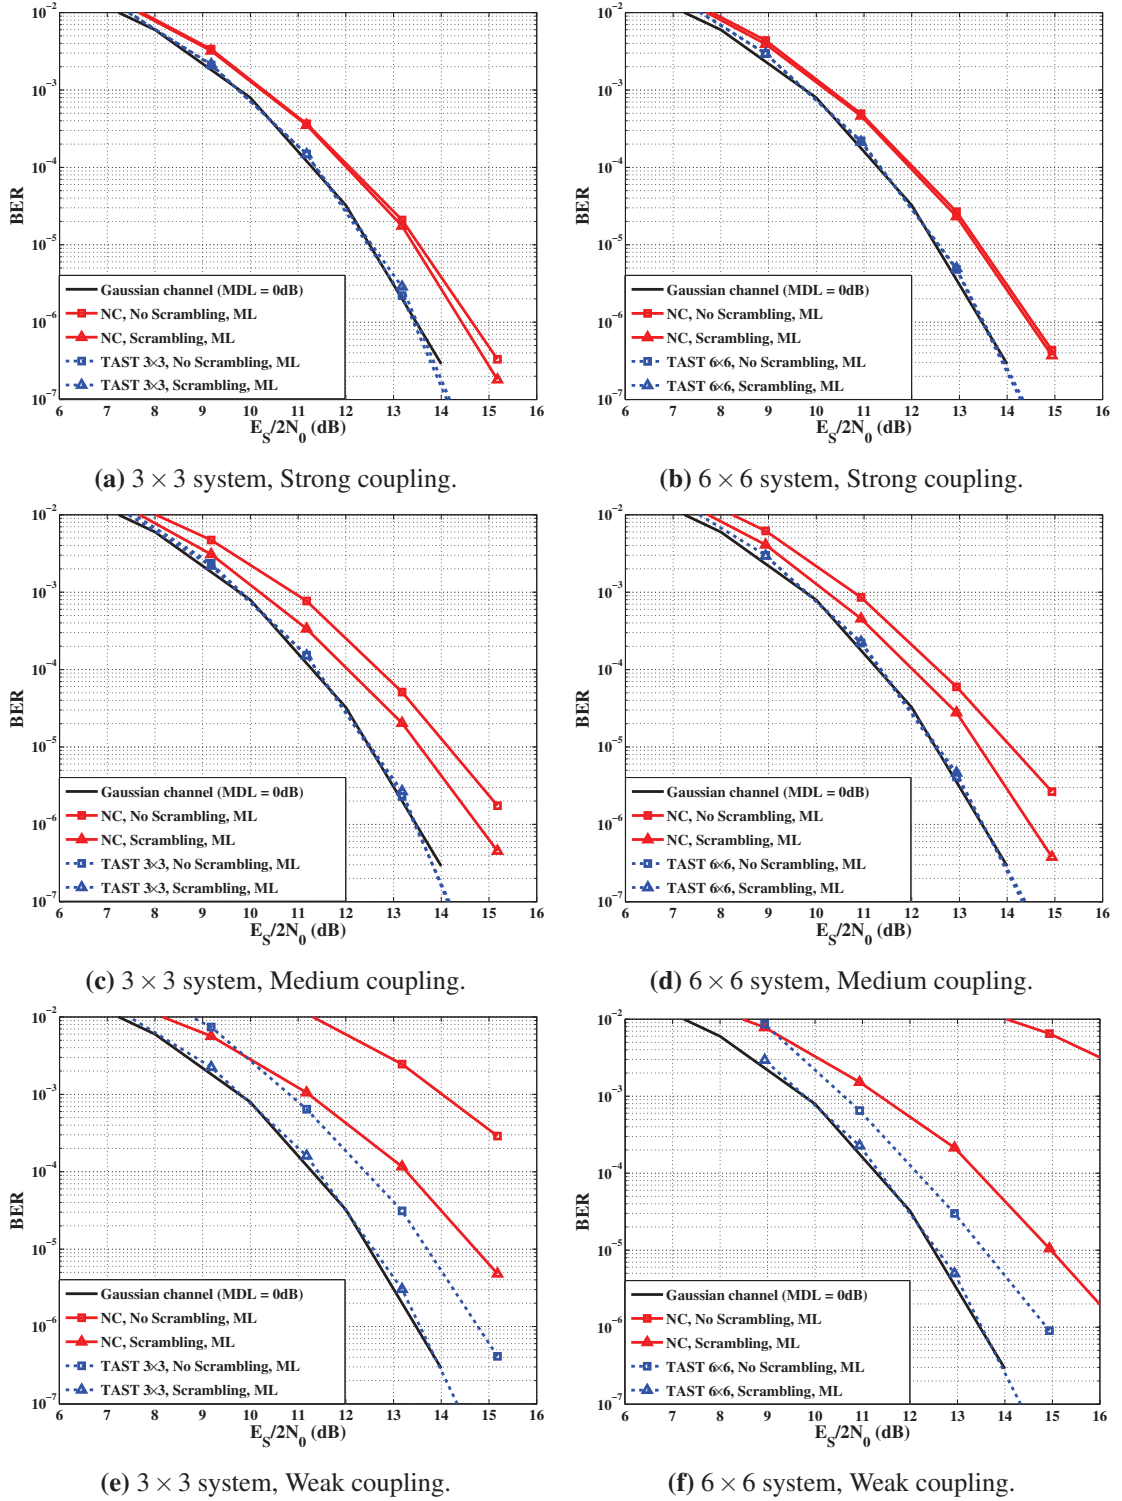 10⁻²
10⁻³
10⁻⁴
10⁻⁵
10⁻⁶
10⁻⁷
BER
Gaussian channel (MDL = 0dB)
NC, No Scrambling, ML
NC, Scrambling, ML
TAST 3×3, No Scrambling, ML
TAST 3×3, Scrambling, ML
6 7 8 9 10 11 12 13 14 15 16
E_S/2N_0 (dB)
(a) 3 × 3 system, Strong coupling.
10⁻²
10⁻³
10⁻⁴
10⁻⁵
10⁻⁶
10⁻⁷
BER
Gaussian channel (MDL = 0dB)
NC, No Scrambling, ML
NC, Scrambling, ML
TAST 6×6, No Scrambling, ML
TAST 6×6, Scrambling, ML
6 7 8 9 10 11 12 13 14 15 16
E_S/2N_0 (dB)
(b) 6 × 6 system, Strong coupling.
10⁻²
10⁻³
10⁻⁴
10⁻⁵
10⁻⁶
10⁻⁷
BER
Gaussian channel (MDL = 0dB)
NC, No Scrambling, ML
NC, Scrambling, ML
TAST 3×3, No Scrambling, ML
TAST 3×3, Scrambling, ML
6 7 8 9 10 11 12 13 14 15 16
E_S/2N_0 (dB)
(c) 3 × 3 system, Medium coupling.
10⁻²
10⁻³
10⁻⁴
10⁻⁵
10⁻⁶
10⁻⁷
BER
Gaussian channel (MDL = 0dB)
NC, No Scrambling, ML
NC, Scrambling, ML
TAST 6×6, No Scrambling, ML
TAST 6×6, Scrambling, ML
6 7 8 9 10 11 12 13 14 15 16
E_S/2N_0 (dB)
(d) 6 × 6 system, Medium coupling.
10⁻²
10⁻³
10⁻⁴
10⁻⁵
10⁻⁶
10⁻⁷
BER
Gaussian channel (MDL = 0dB)
NC, No Scrambling, ML
NC, Scrambling, ML
TAST 3×3, No Scrambling, ML
TAST 3×3, Scrambling, ML
6 7 8 9 10 11 12 13 14 15 16
E_S/2N_0 (dB)
(e) 3 × 3 system, Weak coupling.
10⁻²
10⁻³
10⁻⁴
10⁻⁵
10⁻⁶
10⁻⁷
BER
Gaussian channel (MDL = 0dB)
NC, No Scrambling, ML
NC, Scrambling, ML
TAST 6×6, No Scrambling, ML
TAST 6×6, Scrambling, ML
6 7 8 9 10 11 12 13 14 15 16
E_S/2N_0 (dB)
(f) 6 × 6 system, Weak coupling.